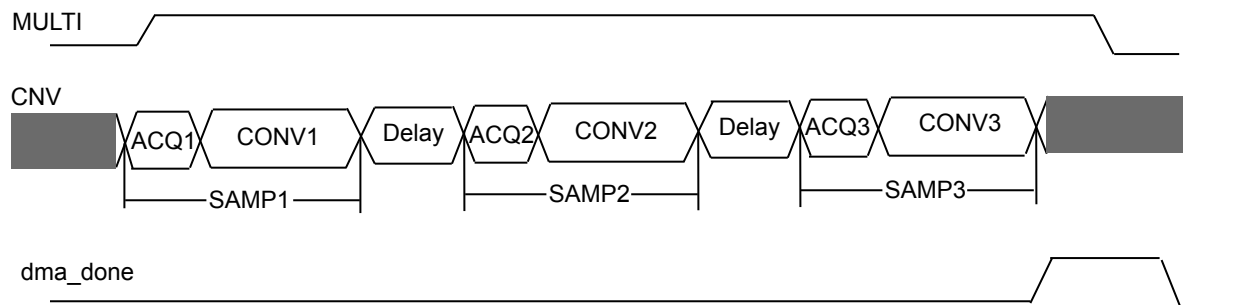 MULTI
CNV
ACQ1 CONV1 Delay ACQ2 CONV2 Delay ACQ3 CONV3
SAMP1 SAMP2 SAMP3
dma_done